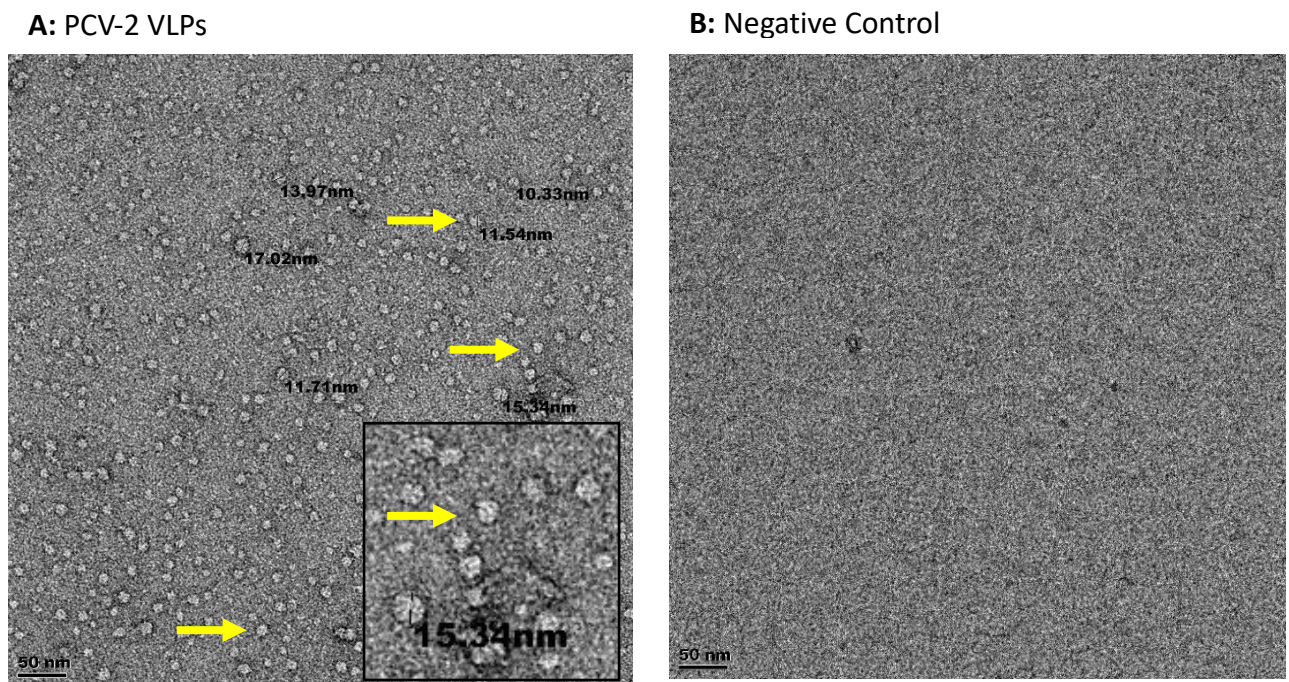 A: PCV-2 VLPs
B: Negative Control
13.97nm
10.33nm
11.54nm
17.02nm
11.71nm
15.34nm
15.34nm
50 nm
50 nm